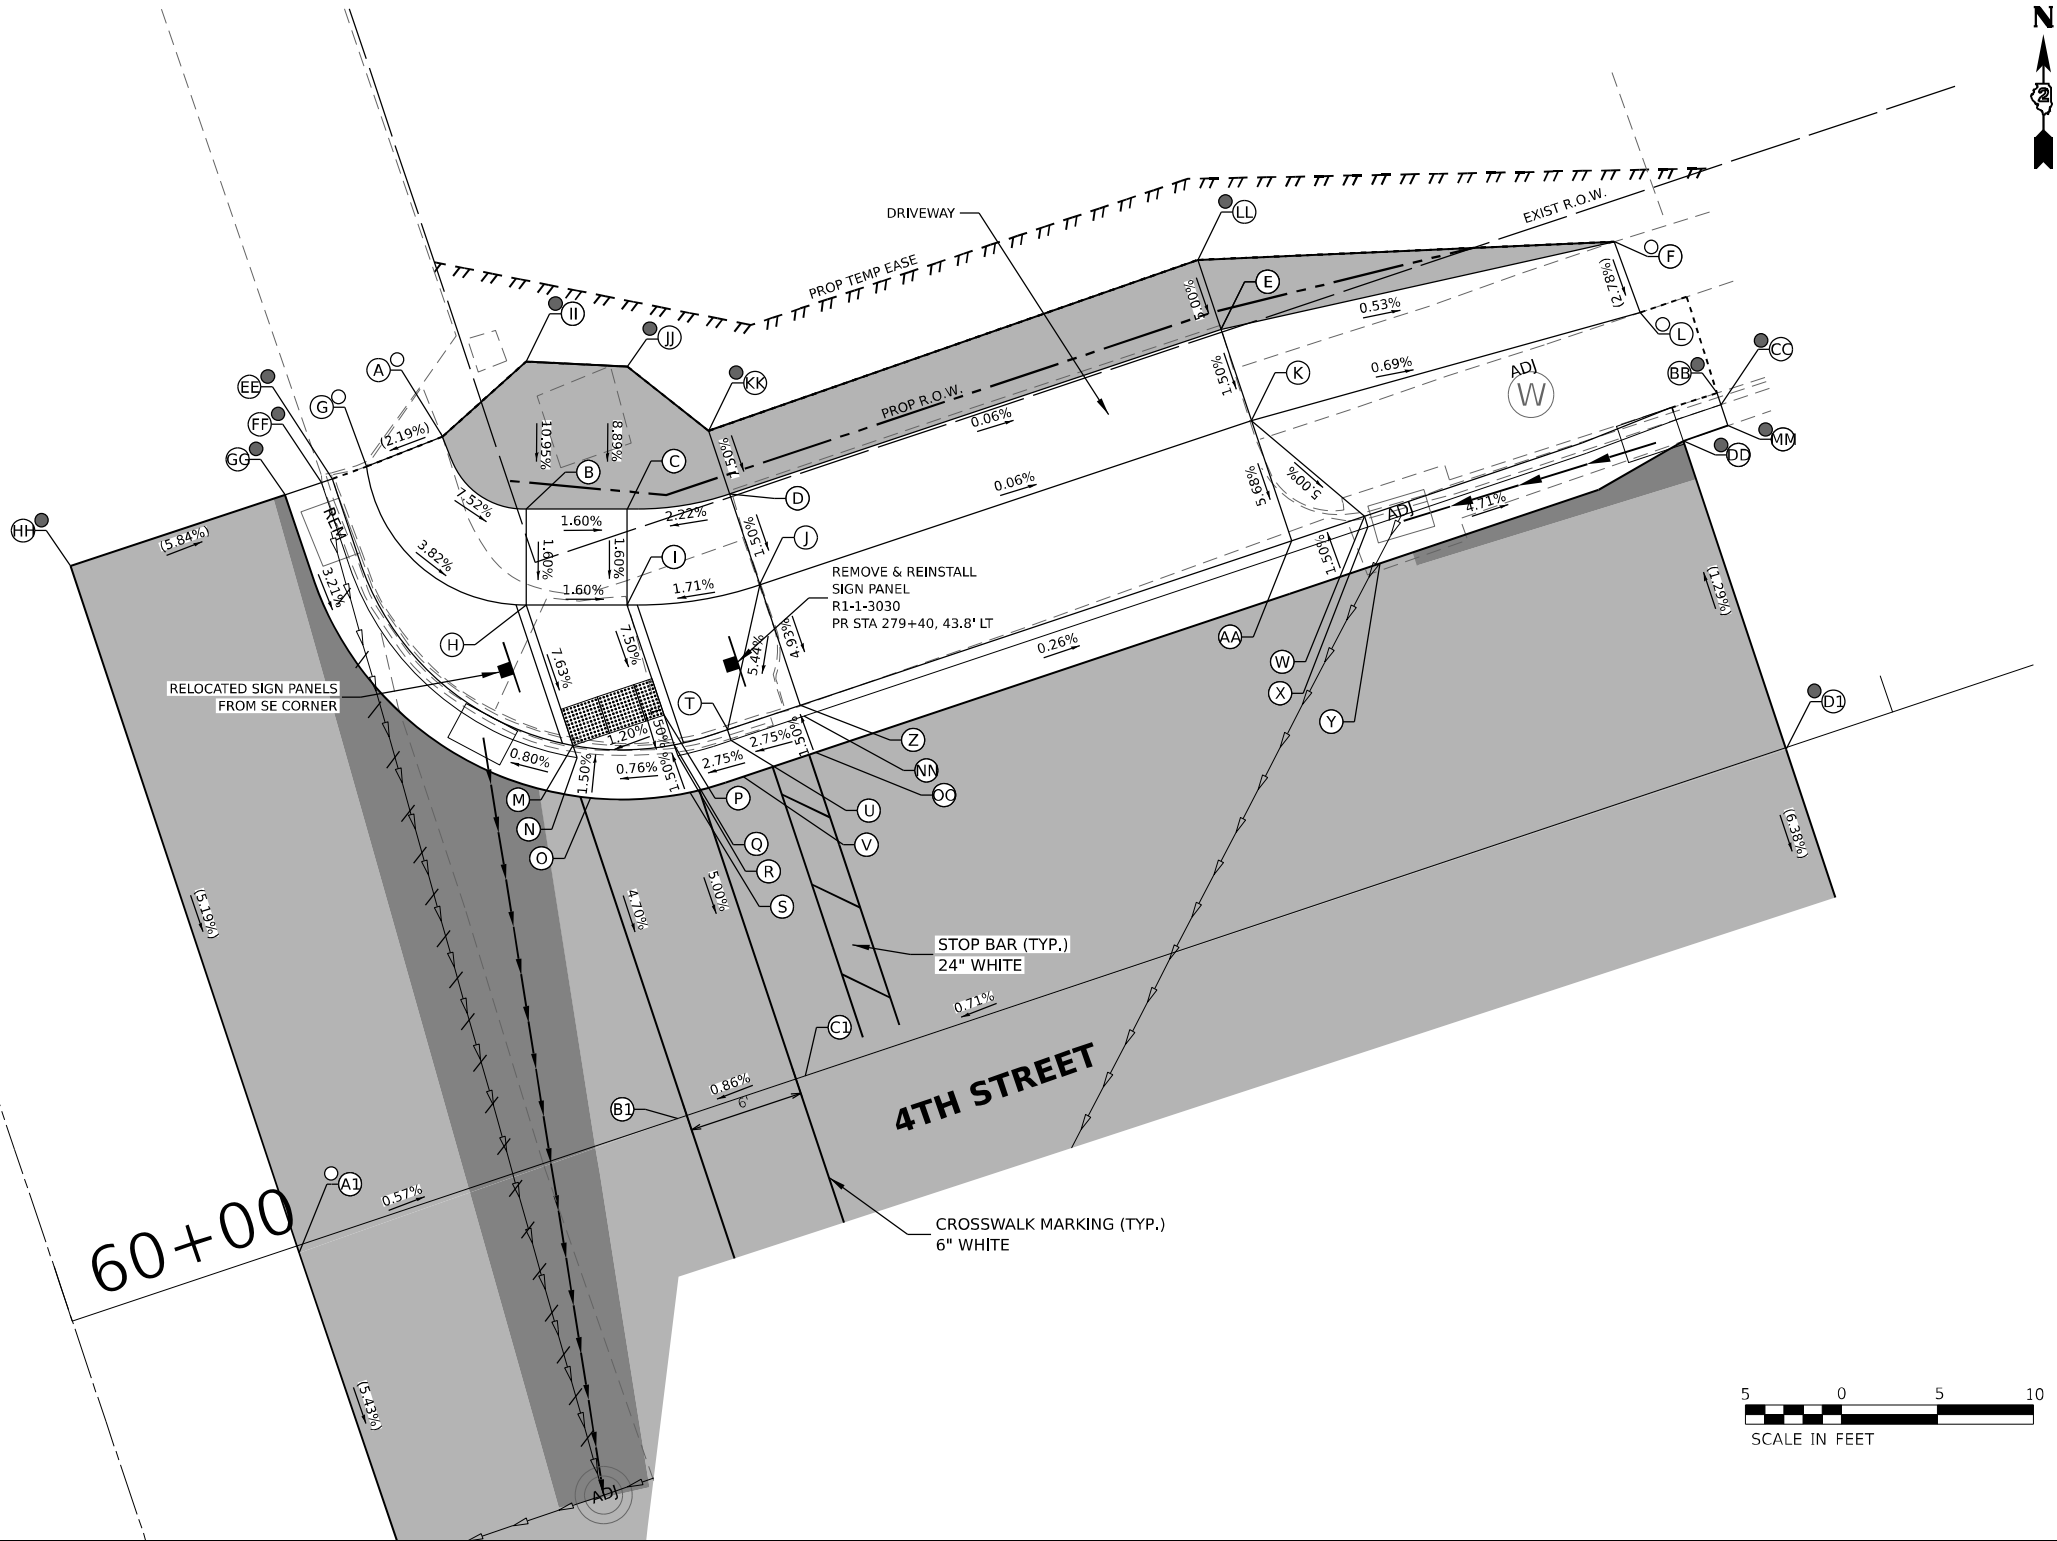 N
2
EXIST R.O.W.
DRIVEWAY
LL
F
E
PROP TEMP EASE
5.00%
0.53%
(2.78%)
II
JJ
L
CC
A
EE
KK
1.50%
0.69%
ADJ
BB
K
W
G
PROP R.O.W.
FF
(2.19%)
0.06%
MM
GG
10.95%
8.89%
1.50%
DD
B
C
D
5.68%
5.00%
0.06%
7.52%
2.22%
4.71%
HH
REM
1.60%
ADJ
(5.84%)
1.50%
J
3.82%
1.60%
1.60%
I
1.50%
REMOVE & REINSTALL
SIGN PANEL
R1-1-3030
PR STA 279+40, 43.8' LT
3.21%
1.60%
1.71%
(1.29%)
H
7.50%
4.93%
5.44%
AA
0.26%
7.63%
W
RELOCATED SIGN PANELS
FROM SE CORNER
X
T
D1
Y
1.20%
.50%
2.75%
1.50%
Z
0.80%
2.75%
0.76%
1.50%
1.50%
NN
OO
M
P
U
N
Q
V
(6.38%)
O
R
S
(5.19%)
4.70%
5.00%
STOP BAR (TYP.)
24" WHITE
0.71%
C1
4TH STREET
0.86%
6'
B1
A1
0.57%
60+00
CROSSWALK MARKING (TYP.)
6" WHITE
(5.43%)
5 0 5 10
SCALE IN FEET
ADJ